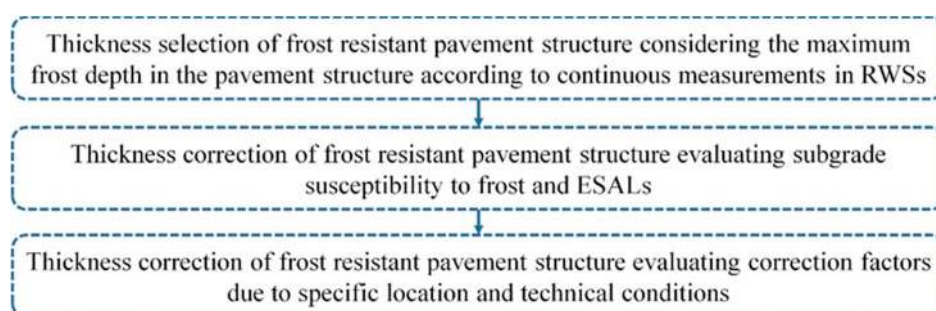 Thickness selection of frost resistant pavement structure considering the maximum
frost depth in the pavement structure according to continuous measurements in RWSs
Thickness correction of frost resistant pavement structure evaluating subgrade
susceptibility to frost and ESALs
Thickness correction of frost resistant pavement structure evaluating correction factors
due to specific location and technical conditions